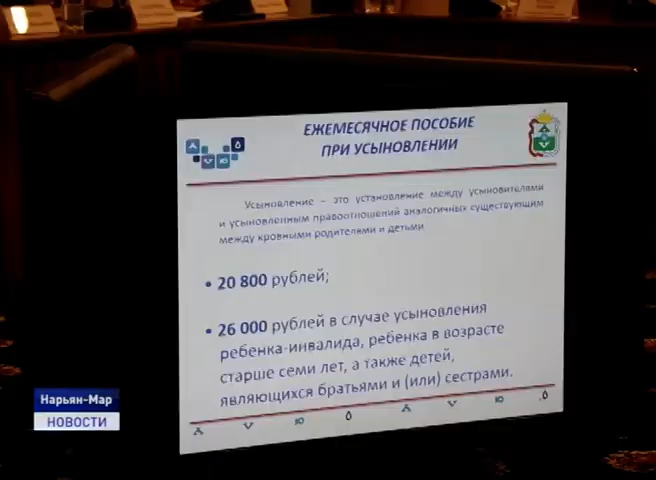 ЕЖЕМЕСЯЧНОЕ ПОСОБИЕ
ПРИ УСЫНОВЛЕНИИ
Усыновление – это установление между усыновителями
и усыновленным правоотношений аналогичных существующим
между кровными родителями и детьми
• 20 800 рублей;
• 26 000 рублей в случае усыновления
ребенка-инвалида, ребенка в возрасте
старше семи лет, а также детей,
являющихся братьями и (или) сестрами.
Нарьян-Мар
НОВОСТИ